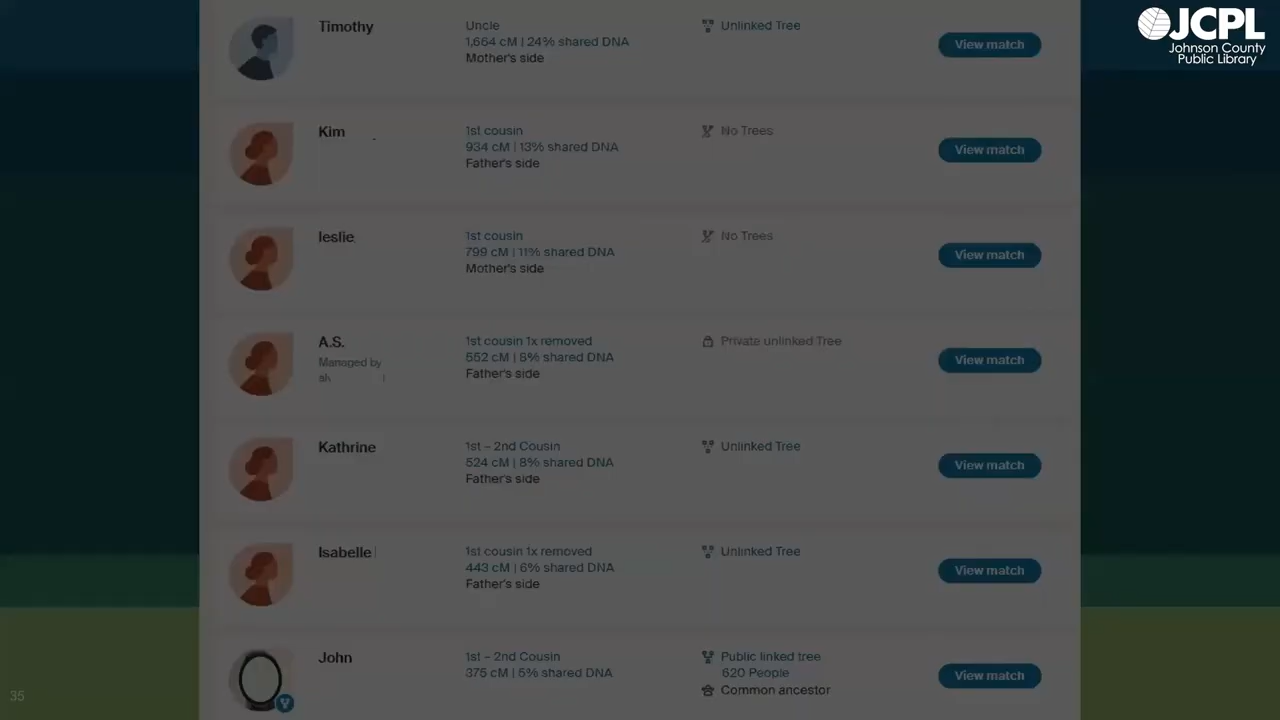 JCPL
Johnson County
Public Library
Timothy
Uncle
1,664 cM | 24% shared DNA
Mother's side
Unlinked Tree
View match
Kim
1st cousin
934 cM | 13% shared DNA
Father's side
No Trees
View match
leslie
1st cousin
799 cM | 11% shared DNA
Mother's side
No Trees
View match
A.S.
Managed by
1st cousin 1x removed
552 cM | 8% shared DNA
Father's side
Private unlinked Tree
View match
Kathrine
1st – 2nd Cousin
524 cM | 8% shared DNA
Father's side
Unlinked Tree
View match
Isabelle
1st cousin 1x removed
443 cM | 6% shared DNA
Father's side
Unlinked Tree
View match
John
1st – 2nd Cousin
375 cM | 5% shared DNA
Public linked tree
620 People
Common ancestor
View match
35